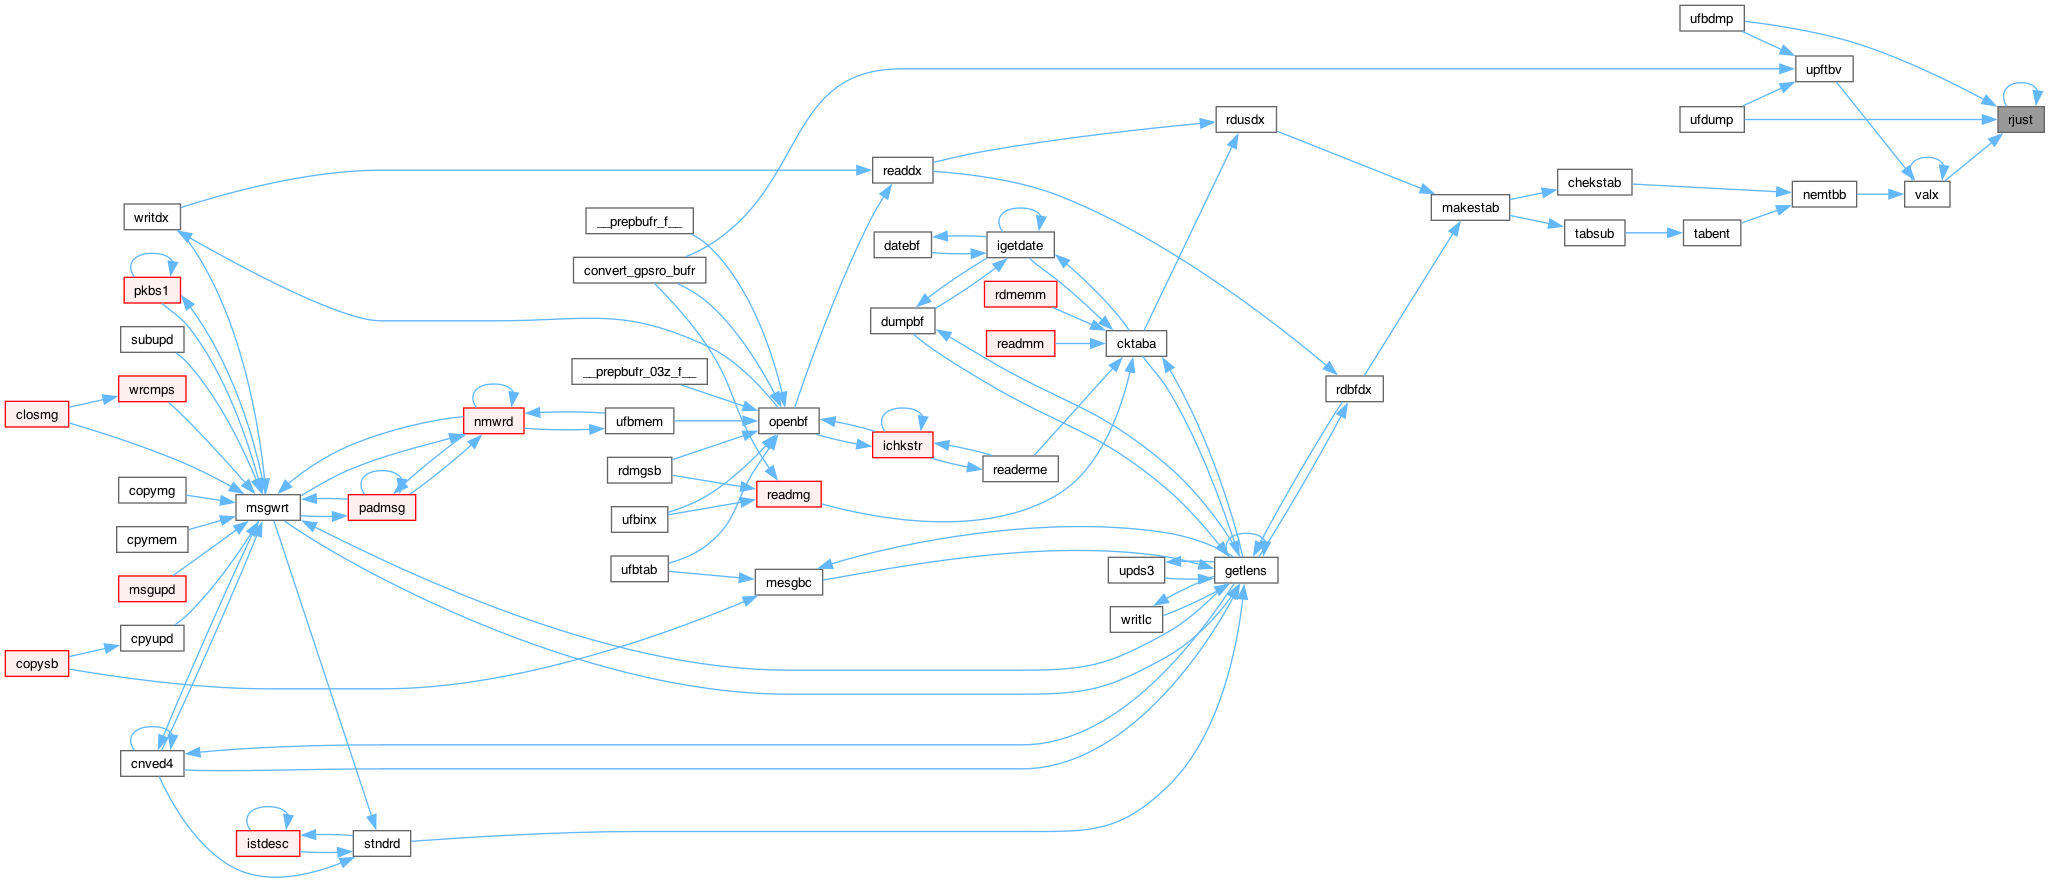 ufbdmp
upftbv
rdusdx
ufdump
rjust
readdx
chekstab
nemtbb
valx
makestab
writdx
__prepbufr_f__
tabsub
tabent
datebf
igetdate
convert_gpsro_bufr
pkbs1
rdmemm
dumpbf
subupd
readmm
cktaba
__prepbufr_03z_f__
wrcmps
rdbfdx
closmg
nmwrd
ufbmem
openbf
ichkstr
rdmgsb
readerme
copymg
readmg
msgwrt
padmsg
ufbinx
cpymem
ufbtab
upds3
getlens
mesgbc
msgupd
writlc
cpyupd
copysb
cnved4
istdesc
stndrd